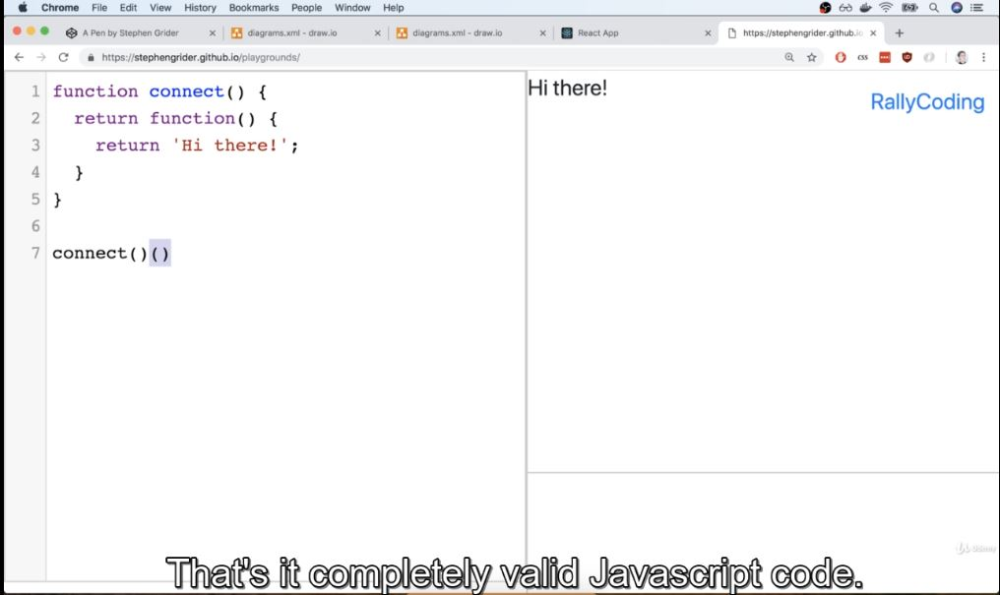 Chrome File Edit View History Bookmarks People Window Help
A Pen by Stephen Grider × diagrams.xml - draw.io × diagrams.xml - draw.io × React App × https://stephengrider.github.io × +
https://stephengrider.github.io/playgrounds/ css
1 function connect() {
2 return function() {
3 return 'Hi there!';
4 }
5 }
6
7 connect()()
Hi there!
RallyCoding
Udemy
That's it completely valid Javascript code.